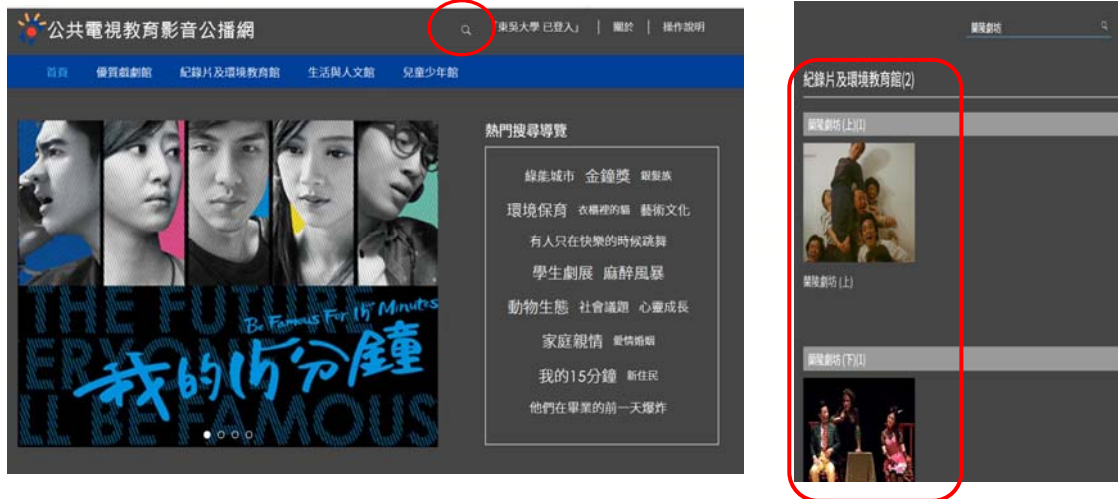 公共電視教育影音公播網
「東吳大學 已登入」 | 關於 | 操作說明
首頁 優質戲劇館 紀錄片及環境教育館 生活與人文館 兒童少年館
THE FUTURE
Be Famous For 15 Minutes
我的15分鐘
LL BE FAMOUS
熱門搜尋導覽
綠能城市 金鐘獎 銀髮族
環境保育 衣櫃裡的貓 藝術文化
有人只在快樂的時候跳舞
學生劇展 麻醉風暴
動物生態 社會議題 心靈成長
家庭親情 愛情婚姻
我的15分鐘 新住民
他們在畢業的前一天爆炸
蘭陵劇坊
紀錄片及環境教育館(2)
蘭陵劇坊 (上)(1)
蘭陵劇坊 (上)
蘭陵劇坊 (下)(1)